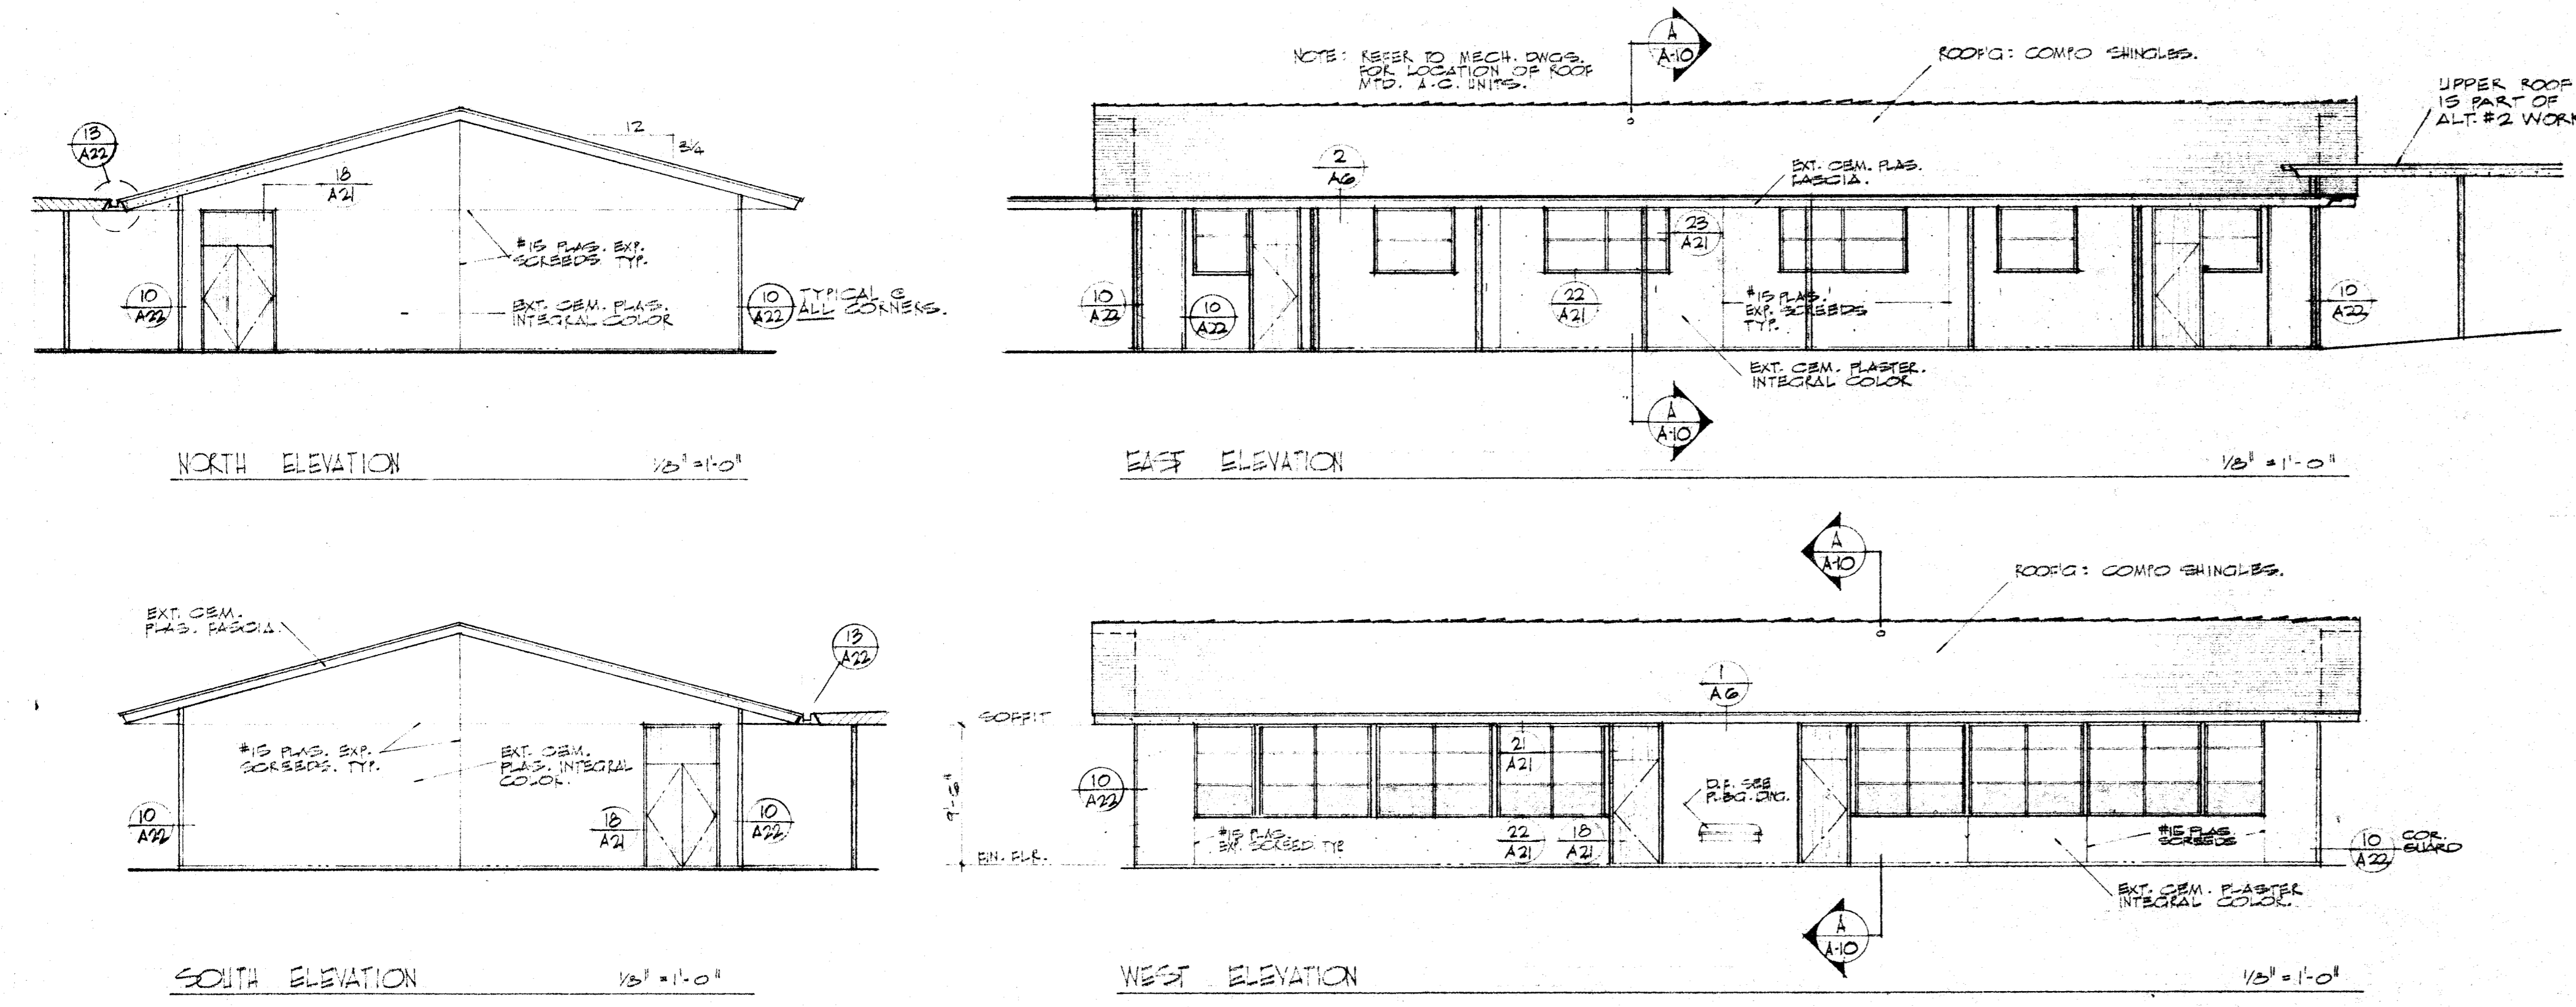 13
A22
12
3 1/4
18
A21
#15 PLAS. EXP.
SCREEDS. TYP.
10
A22
EXT. CEM. PLAS.
INTEGRAL COLOR
10
A22
TYPICAL @
ALL CORNERS.
NORTH ELEVATION
1/8" = 1'-0"
NOTE: REFER TO MECH. DWGS.
FOR LOCATION OF ROOF
MTD. A.C. UNITS.
A
A-10
ROOF'G: COMPO SHINGLES.
UPPER ROOF
IS PART OF
ALT. #2 WORK
2
A6
EXT. CEM. PLAS.
FASCIA.
23
A21
10
A22
10
A22
22
A21
#15 PLAS.
EXP. SCREEDS
TYP.
10
A22
EXT. CEM. PLASTER.
INTEGRAL COLOR
A
A-10
EAST ELEVATION
1/8" = 1'-0"
EXT. CEM.
PLAS. FASCIA.
13
A22
#15 PLAS. EXP.
SCREEDS. TYP.
EXT. CEM.
PLAS. INTEGRAL
COLOR.
10
A22
18
A21
10
A22
SOUTH ELEVATION
1/8" = 1'-0"
A
A-10
ROOF'G: COMPO SHINGLES.
1
A6
SOFFIT
21
A21
10
A22
9'-6"
D.F. SEE
PLBG. DWG.
#15 PLAS.
EXP. SCREED TYP
22
A21
18
A21
#15 PLAS
SCREEDS
10
A22
COR.
GUARD
FIN. FLR.
EXT. CEM. PLASTER
INTEGRAL COLOR.
A
A-10
WEST ELEVATION
1/8" = 1'-0"